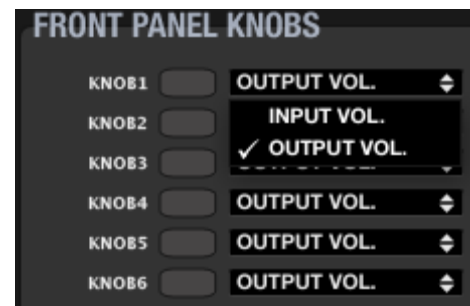 FRONT PANEL KNOBS
KNOB1 OUTPUT VOL.
INPUT VOL.
KNOB2
✓ OUTPUT VOL.
KNOB3
KNOB4 OUTPUT VOL.
KNOB5 OUTPUT VOL.
KNOB6 OUTPUT VOL.